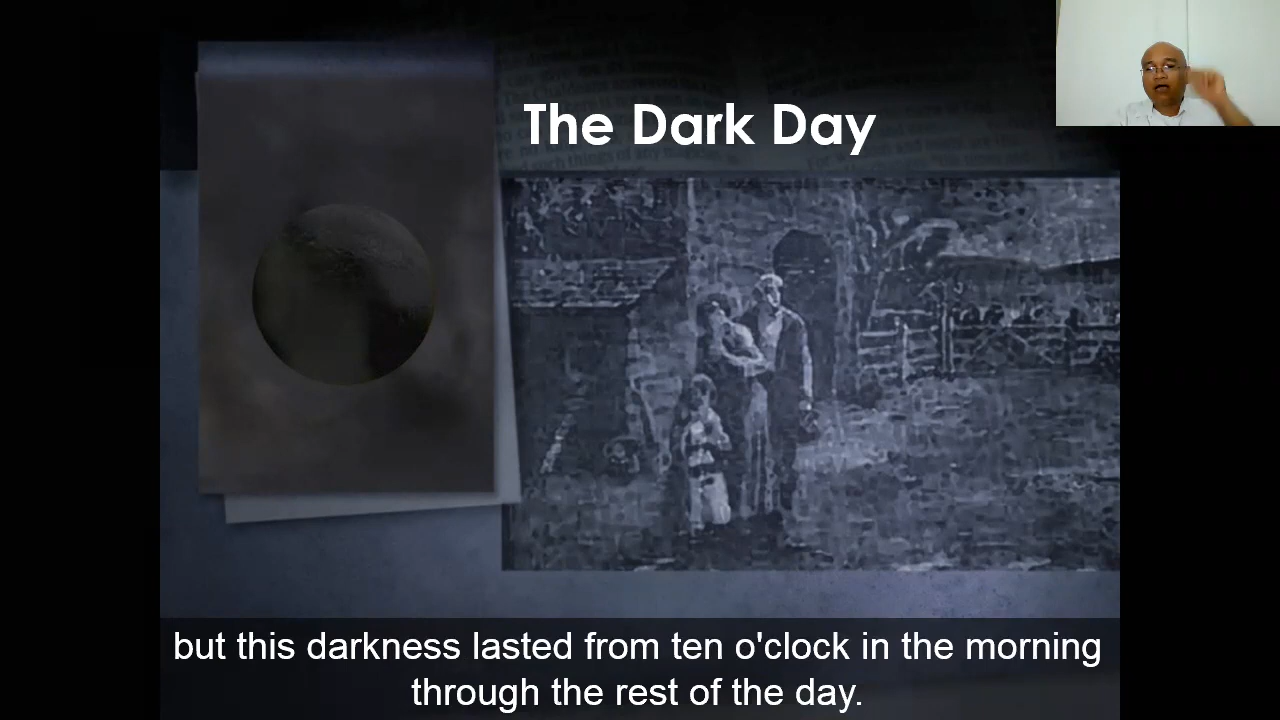 The Dark Day
but this darkness lasted from ten o'clock in the morning
through the rest of the day.